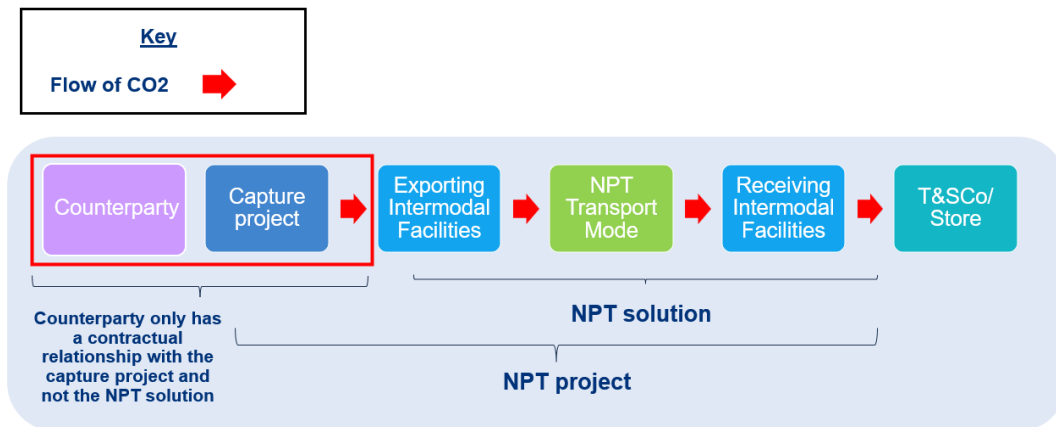 Key
Flow of CO2
Counterparty
Capture
project
Exporting
Intermodal
Facilities
NPT
Transport
Mode
Receiving
Intermodal
Facilities
T&SCo/
Store
Counterparty only has
a contractual
relationship with the
capture project and
not the NPT solution
NPT solution
NPT project